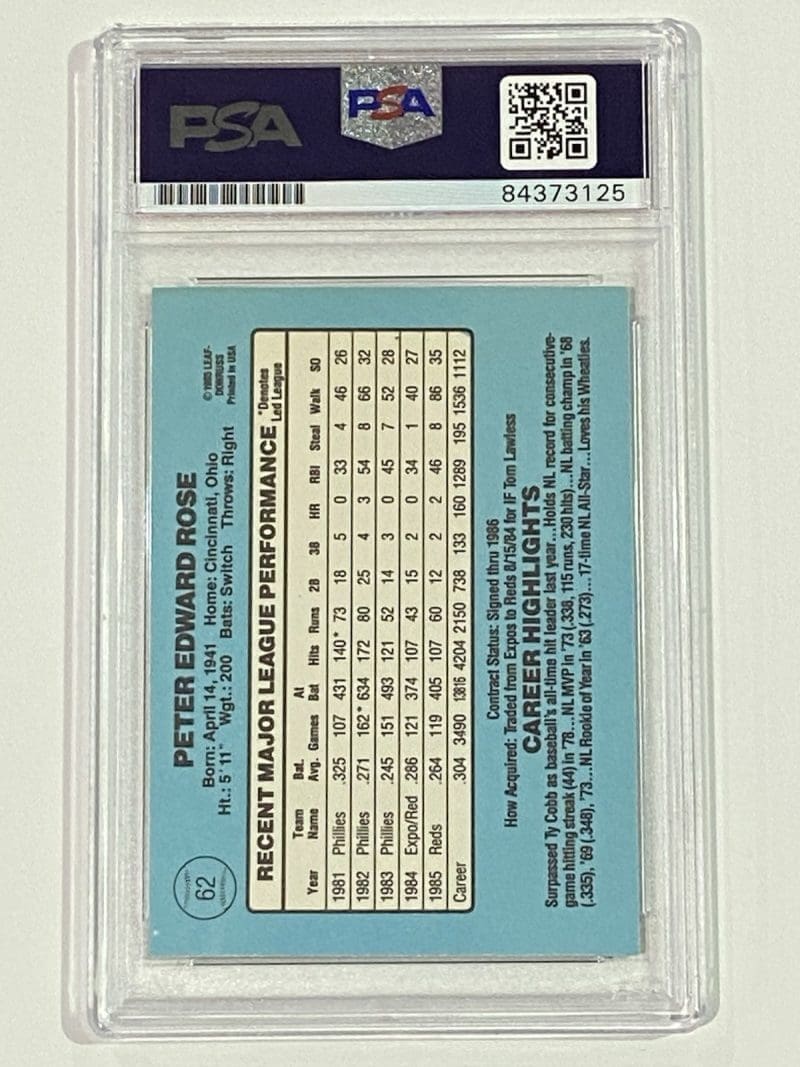 PSA
PSA
84373125
62
PETER EDWARD ROSE
Born: April 14, 1941 Home: Cincinnati, Ohio
Ht.: 5'11" Wgt.: 200 Bats: Switch Throws: Right
LEAF-
DONRUSS
Printed in USA
RECENT MAJOR LEAGUE PERFORMANCE *Denotes Led League
Year Team Name Bat. Avg. Games At Bat Hits Runs 2B 3B HR RBI Steal Walk SO
1981 Phillies .325 107 431 140* 73 18 5 0 33 4 46 26
1982 Phillies .271 162* 634 172 80 25 4 3 54 8 66 32
1983 Phillies .245 151 493 121 52 14 3 0 45 7 52 28
1984 Expo/Red .286 121 374 107 43 15 2 0 34 1 40 27
1985 Reds .264 119 405 107 60 12 2 2 46 8 86 35
Career .304 3490 13816 4204 2150 738 133 160 1289 195 1536 1112
Contract Status: Signed thru 1986
How Acquired: Traded from Expos to Reds 8/15/84 for IF Tom Lawless
CAREER HIGHLIGHTS
Surpassed Ty Cobb as baseball's all-time hit leader last year...Holds NL record for consecutive-
game hitting streak (44) in '78...NL MVP in '73 (.338, 115 runs, 230 hits)...NL batting champ in '68
(.335), '69 (.348), '73...NL Rookie of Year in '63 (.273)...17-time NL All-Star...Loves his Wheaties.